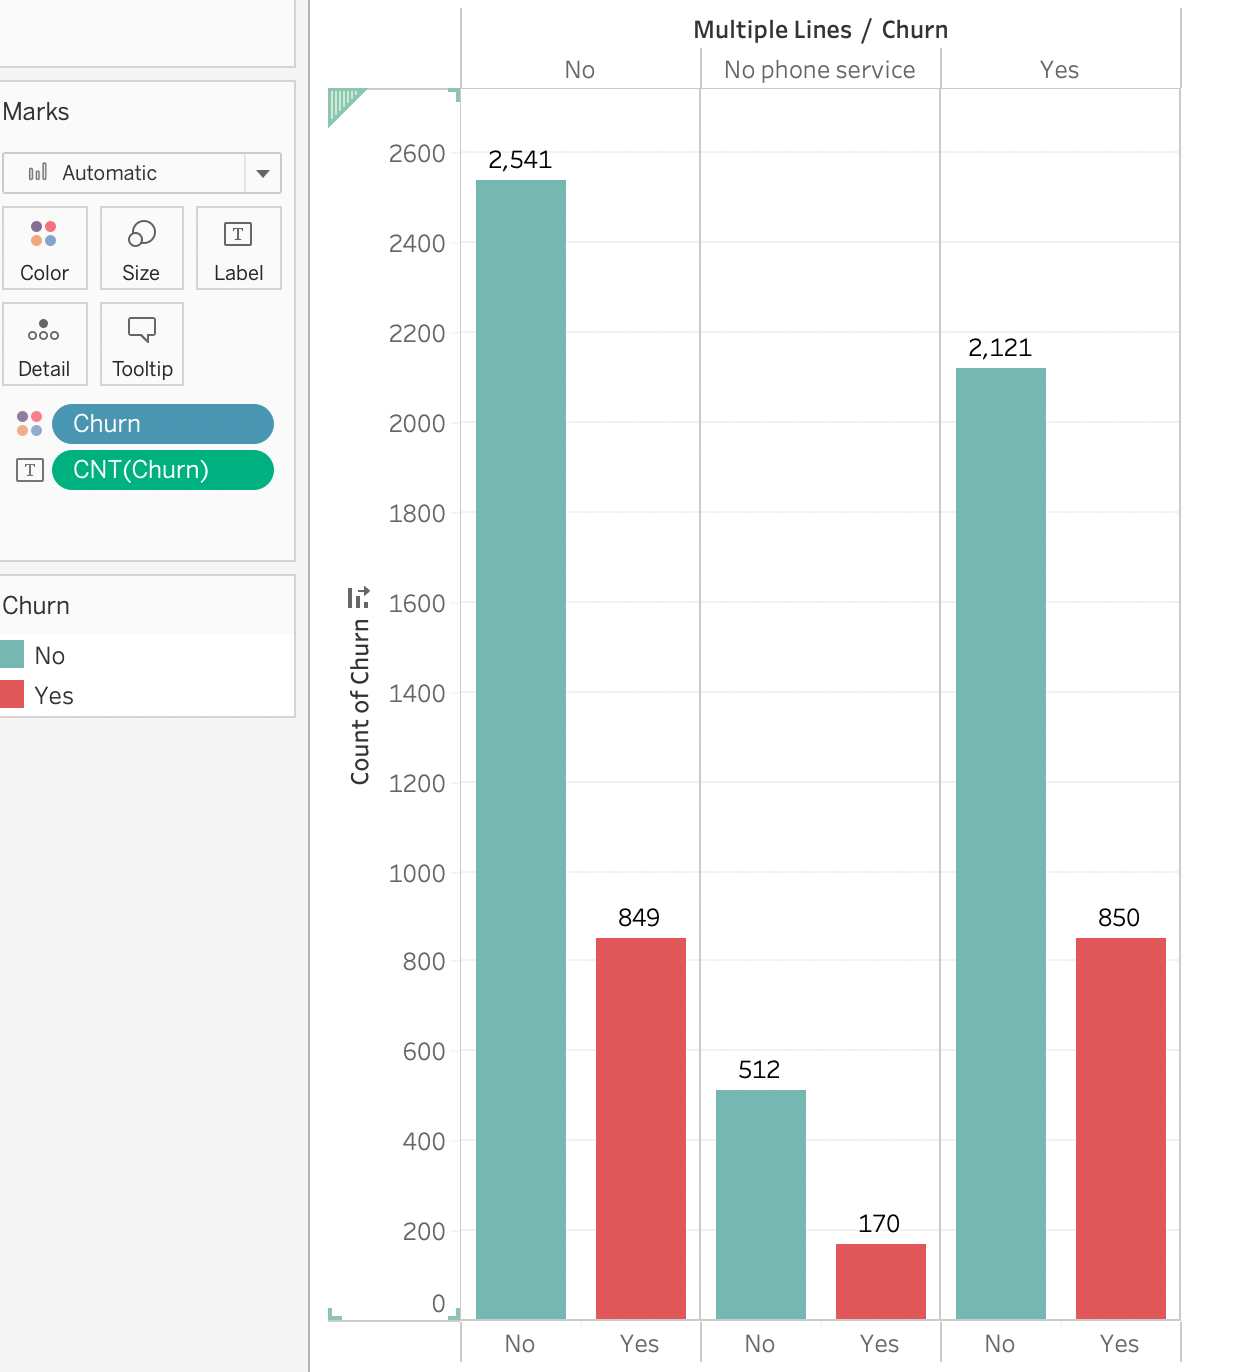 Marks
Automatic
Color Size Label
Detail Tooltip
Churn
CNT(Churn)
Churn
No
Yes
Multiple Lines / Churn
No No phone service Yes
Count of Churn
2600
2400
2200
2000
1800
1600
1400
1200
1000
800
600
400
200
0
2,541
849
512
170
2,121
850
No Yes No Yes No Yes